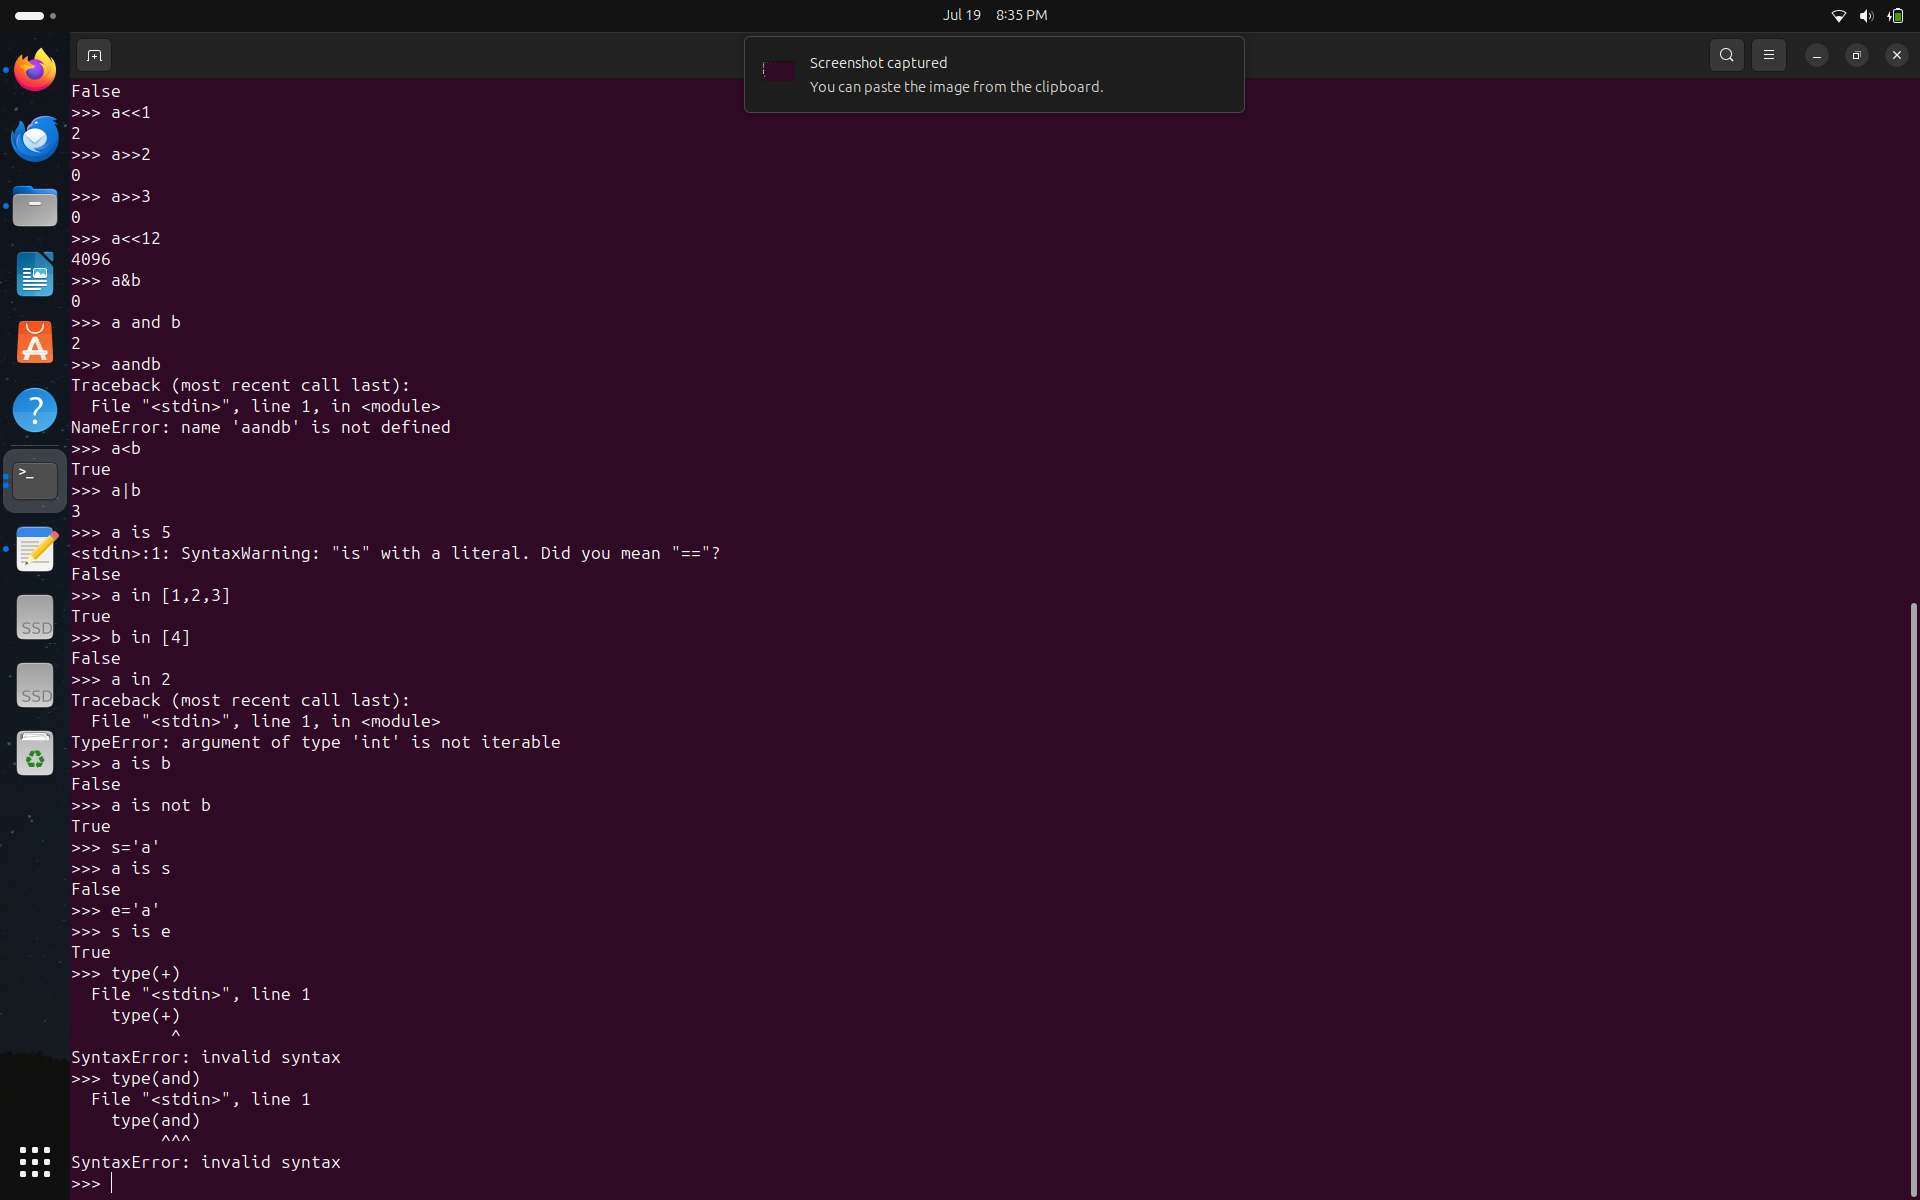 Jul 19 8:35 PM
Screenshot captured
You can paste the image from the clipboard.
False
>>> a<<1
2
>>> a>>2
0
>>> a>>3
0
>>> a<<12
4096
>>> a&b
0
>>> a and b
2
>>> aandb
Traceback (most recent call last):
  File "<stdin>", line 1, in <module>
NameError: name 'aandb' is not defined
>>> a<b
True
>>> a|b
3
>>> a is 5
<stdin>:1: SyntaxWarning: "is" with a literal. Did you mean "=="?
False
>>> a in [1,2,3]
True
>>> b in [4]
False
>>> a in 2
Traceback (most recent call last):
  File "<stdin>", line 1, in <module>
TypeError: argument of type 'int' is not iterable
>>> a is b
False
>>> a is not b
True
>>> s='a'
>>> a is s
False
>>> e='a'
>>> s is e
True
>>> type(+)
  File "<stdin>", line 1
    type(+)
          ^
SyntaxError: invalid syntax
>>> type(and)
  File "<stdin>", line 1
    type(and)
         ^^^
SyntaxError: invalid syntax
>>>
SSD
SSD